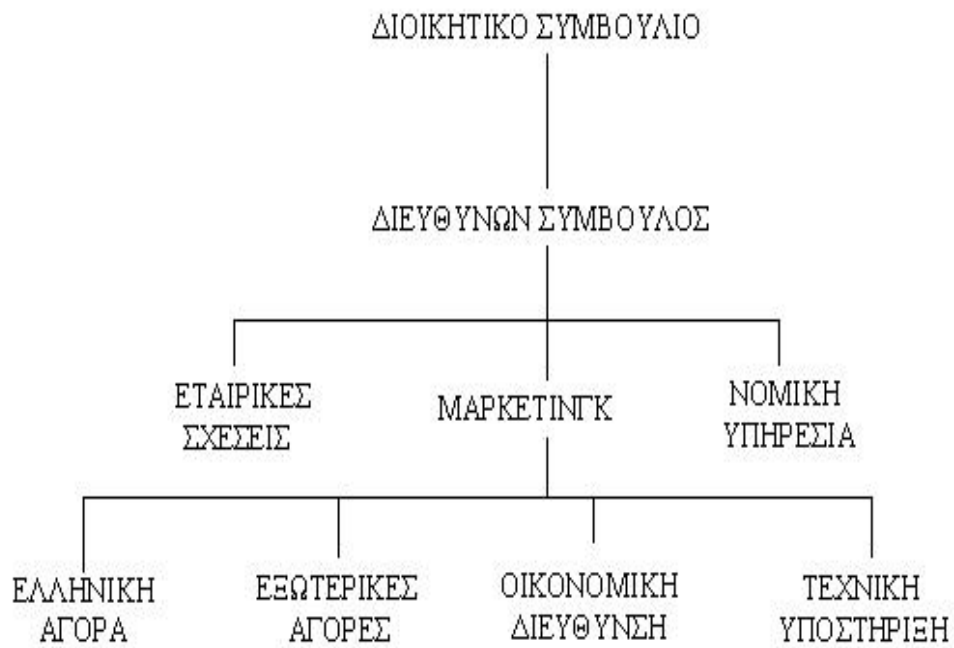 ΔΙΟΙΚΗΤΙΚΟ ΣΥΜΒΟΥΛΙΟ
ΔΙΕΥΘΥΝΩΝ ΣΥΜΒΟΥΛΟΣ
ΕΤΑΙΡΙΚΕΣ
ΣΧΕΣΕΙΣ
ΜΑΡΚΕΤΙΝΓΚ
ΝΟΜΙΚΗ
ΥΠΗΡΕΣΙΑ
ΕΛΛΗΝΙΚΗ
ΑΓΟΡΑ
ΕΞΩΤΕΡΙΚΕΣ
ΑΓΟΡΕΣ
ΟΙΚΟΝΟΜΙΚΗ
ΔΙΕΥΘΥΝΣΗ
ΤΕΧΝΙΚΗ
ΥΠΟΣΤΗΡΙΞΗ